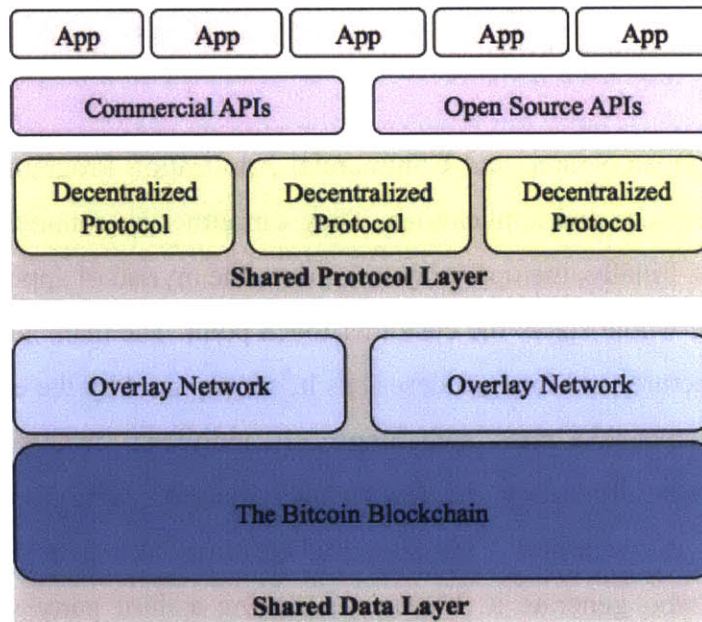 App App App App App
Commercial APIs Open Source APIs
Decentralized Decentralized Decentralized
Protocol Protocol Protocol
Shared Protocol Layer
Overlay Network Overlay Network
The Bitcoin Blockchain
Shared Data Layer